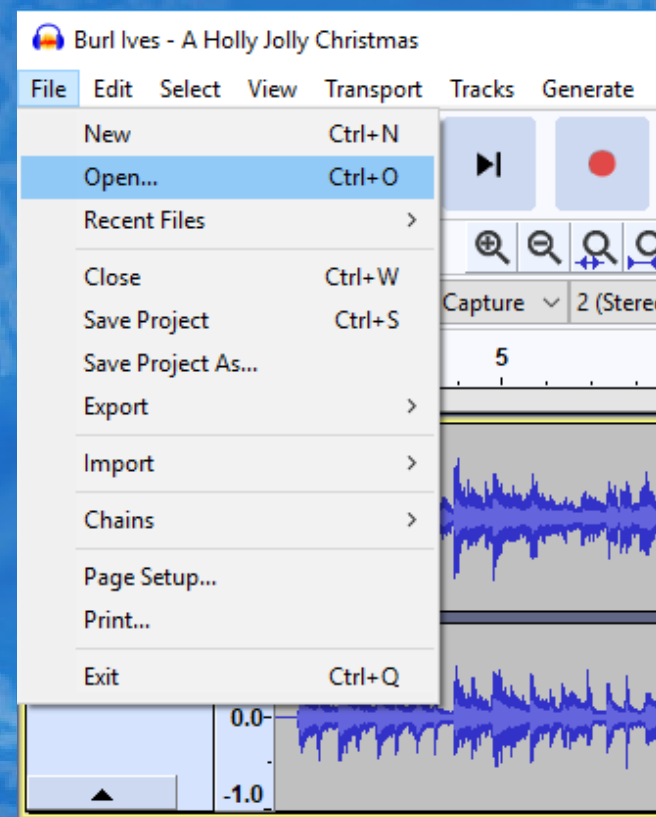 Burl Ives - A Holly Jolly Christmas
File Edit Select View Transport Tracks Generate
New Ctrl+N
Open... Ctrl+O
Recent Files
Close Ctrl+W
Save Project Ctrl+S
Save Project As...
Export
Import
Chains
Page Setup...
Print...
Exit Ctrl+Q
Capture 2 (Stere
5
0.0
-1.0